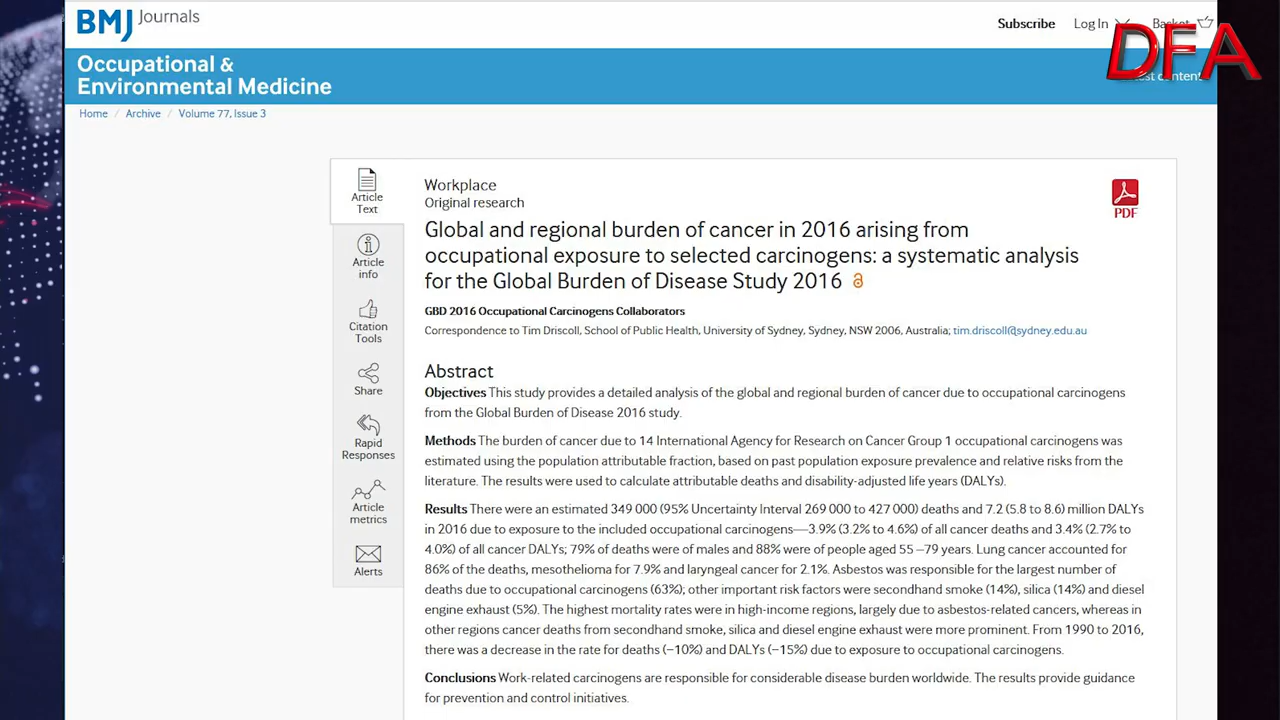 BMJ Journals
Subscribe
Log In
Basket
DFA
Occupational &
Environmental Medicine
content
Home / Archive / Volume 77, Issue 3
Article
Text
Article
info
Citation
Tools
Share
Rapid
Responses
Article
metrics
Alerts
Workplace
Original research
PDF
Global and regional burden of cancer in 2016 arising from
occupational exposure to selected carcinogens: a systematic analysis
for the Global Burden of Disease Study 2016
GBD 2016 Occupational Carcinogens Collaborators
Correspondence to Tim Driscoll, School of Public Health, University of Sydney, Sydney, NSW 2006, Australia; tim.driscoll@sydney.edu.au
Abstract
Objectives This study provides a detailed analysis of the global and regional burden of cancer due to occupational carcinogens
from the Global Burden of Disease 2016 study.
Methods The burden of cancer due to 14 International Agency for Research on Cancer Group 1 occupational carcinogens was
estimated using the population attributable fraction, based on past population exposure prevalence and relative risks from the
literature. The results were used to calculate attributable deaths and disability-adjusted life years (DALYs).
Results There were an estimated 349 000 (95% Uncertainty Interval 269 000 to 427 000) deaths and 7.2 (5.8 to 8.6) million DALYs
in 2016 due to exposure to the included occupational carcinogens—3.9% (3.2% to 4.6%) of all cancer deaths and 3.4% (2.7% to
4.0%) of all cancer DALYs; 79% of deaths were of males and 88% were of people aged 55 –79 years. Lung cancer accounted for
86% of the deaths, mesothelioma for 7.9% and laryngeal cancer for 2.1%. Asbestos was responsible for the largest number of
deaths due to occupational carcinogens (63%); other important risk factors were secondhand smoke (14%), silica (14%) and diesel
engine exhaust (5%). The highest mortality rates were in high-income regions, largely due to asbestos-related cancers, whereas in
other regions cancer deaths from secondhand smoke, silica and diesel engine exhaust were more prominent. From 1990 to 2016,
there was a decrease in the rate for deaths (−10%) and DALYs (−15%) due to exposure to occupational carcinogens.
Conclusions Work-related carcinogens are responsible for considerable disease burden worldwide. The results provide guidance
for prevention and control initiatives.